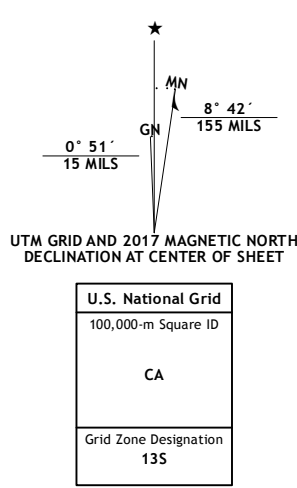 ★
MN
GN
8° 42´
155 MILS
0° 51´
15 MILS
UTM GRID AND 2017 MAGNETIC NORTH
DECLINATION AT CENTER OF SHEET
U.S. National Grid
100,000-m Square ID
CA
Grid Zone Designation
13S